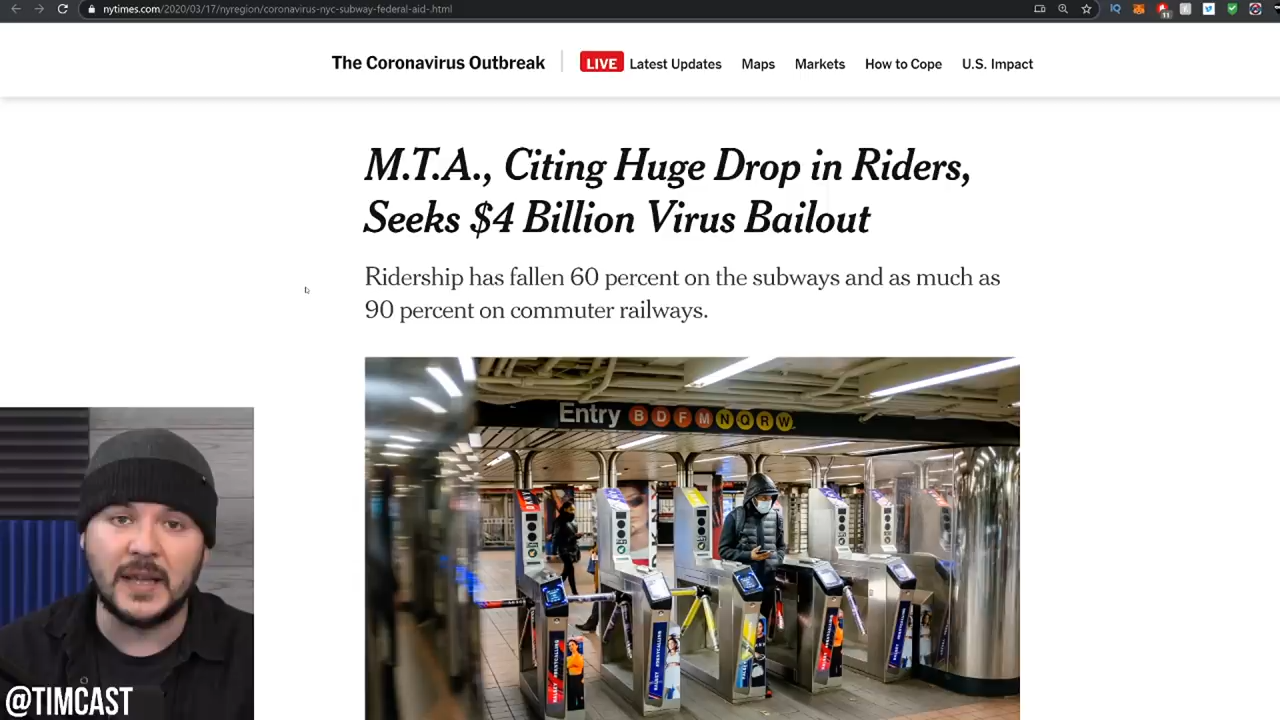 nytimes.com/2020/03/17/nyregion/coronavirus-nyc-subway-federal-aid-.html
11
The Coronavirus Outbreak
LIVE Latest Updates Maps Markets How to Cope U.S. Impact
M.T.A., Citing Huge Drop in Riders,
Seeks $4 Billion Virus Bailout
Ridership has fallen 60 percent on the subways and as much as
90 percent on commuter railways.
Entry B D F M N Q R W
@TIMCAST